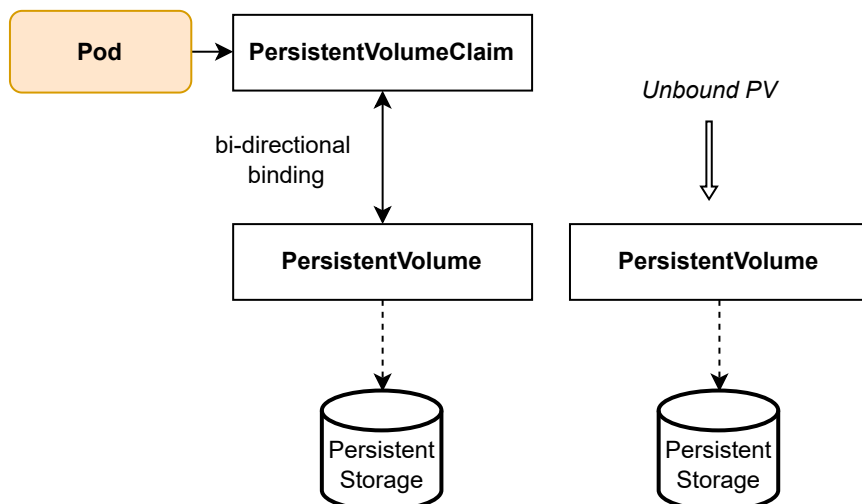 Pod
PersistentVolumeClaim
Unbound PV
bi-directional
binding
PersistentVolume
PersistentVolume
Persistent
Storage
Persistent
Storage